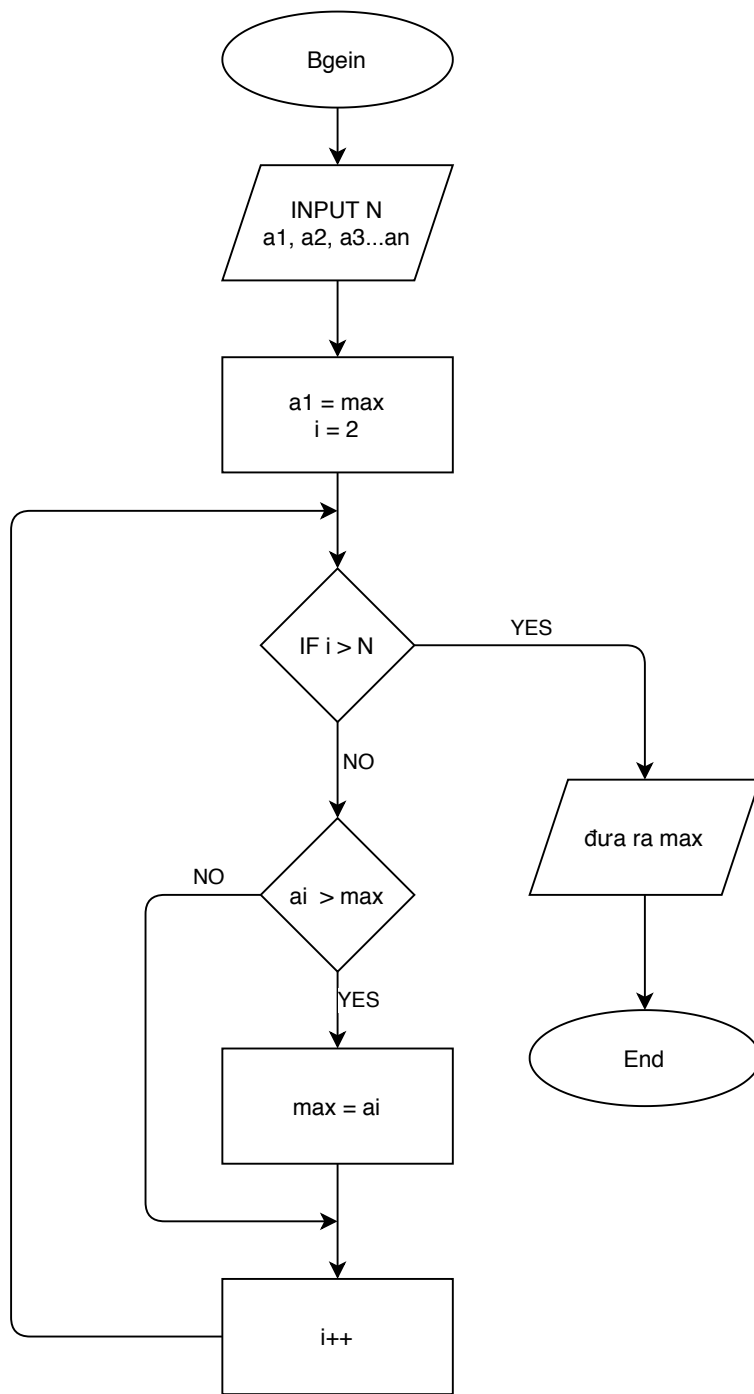 Bgein
INPUT N
a1, a2, a3...an
a1 = max
i = 2
IF i > N
YES
NO
đưa ra max
ai > max
NO
YES
End
max = ai
i++